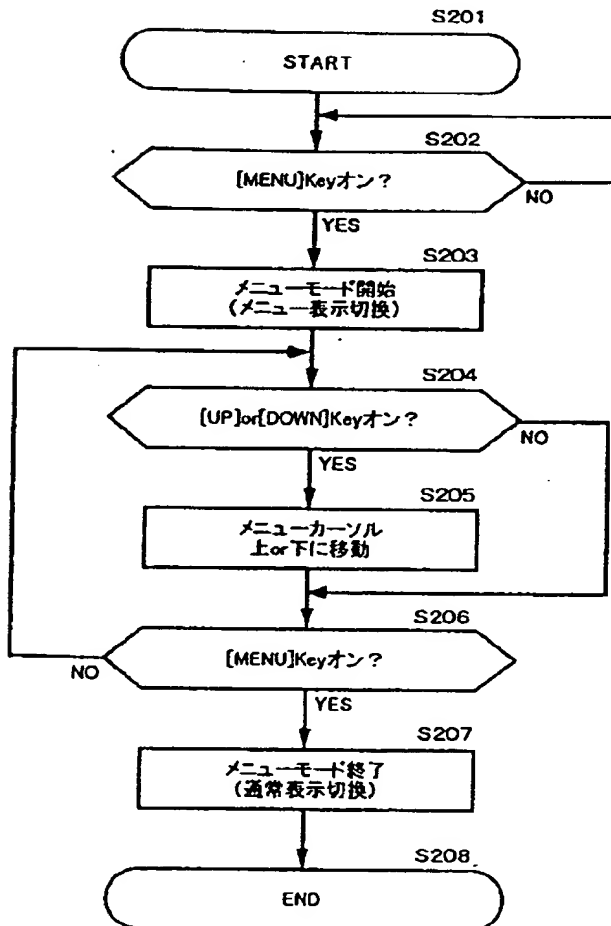 S201
START
S202
[MENU]Keyオン？
NO
YES
S203
メニューモード開始
(メニュー表示切換)
S204
[UP]or[DOWN]Keyオン？
NO
YES
S205
メニューカーソル
上or下に移動
S206
[MENU]Keyオン？
NO
YES
S207
メニューモード終了
(通常表示切換)
S208
END